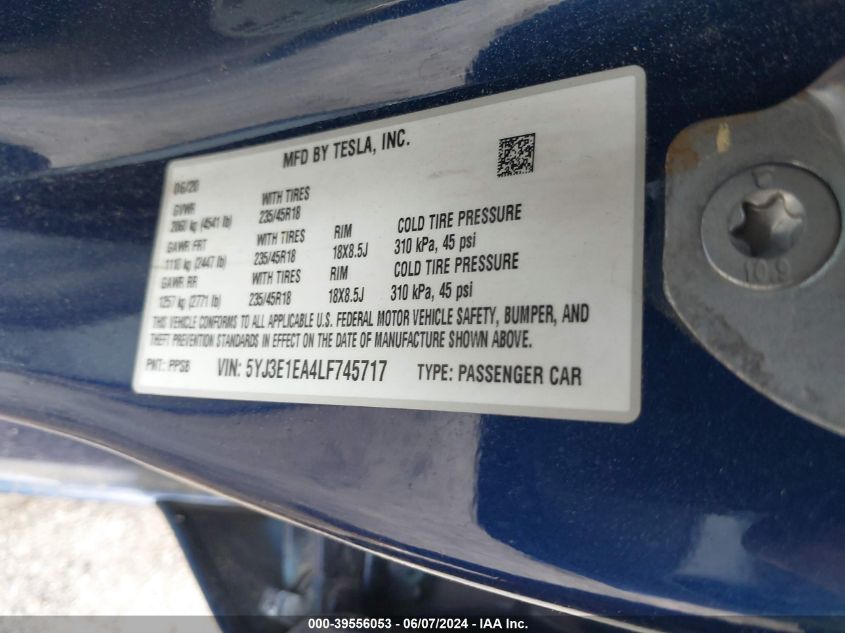 MFD BY TESLA, INC.
06/20
GVWR WITH TIRES
2060 kg (4541 lb) 235/45R18
GAWR FRT WITH TIRES RIM COLD TIRE PRESSURE
1110 kg (2447 lb) 235/45R18 18X8.5J 310 kPa, 45 psi
GAWR RR WITH TIRES RIM COLD TIRE PRESSURE
1257 kg (2771 lb) 235/45R18 18X8.5J 310 kPa, 45 psi
THIS VEHICLE CONFORMS TO ALL APPLICABLE U.S. FEDERAL MOTOR VEHICLE SAFETY, BUMPER, AND
THEFT PREVENTION STANDARDS IN EFFECT ON THE DATE OF MANUFACTURE SHOWN ABOVE.
PNT: PPSB VIN: 5YJ3E1EA4LF745717 TYPE: PASSENGER CAR
10.9
000-39556053 - 06/07/2024 - IAA Inc.